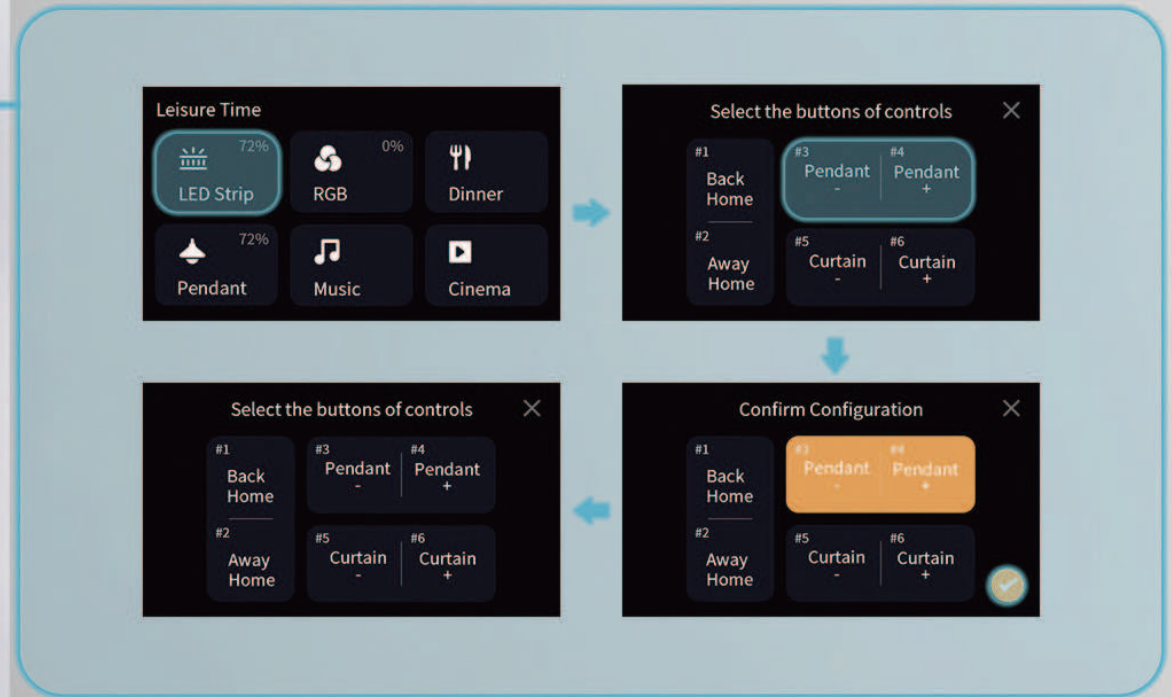 Leisure Time
72%
LED Strip
0%
RGB
Dinner
72%
Pendant
Music
Cinema
Select the buttons of controls
#1
Back
Home
#2
Away
Home
#3
Pendant
-
#4
Pendant
+
#5
Curtain
-
#6
Curtain
+
Confirm Configuration
#1
Back
Home
#2
Away
Home
#3
Pendant
-
#4
Pendant
+
#5
Curtain
-
#6
Curtain
+
Select the buttons of controls
#1
Back
Home
#2
Away
Home
#3
Pendant
-
#4
Pendant
+
#5
Curtain
-
#6
Curtain
+